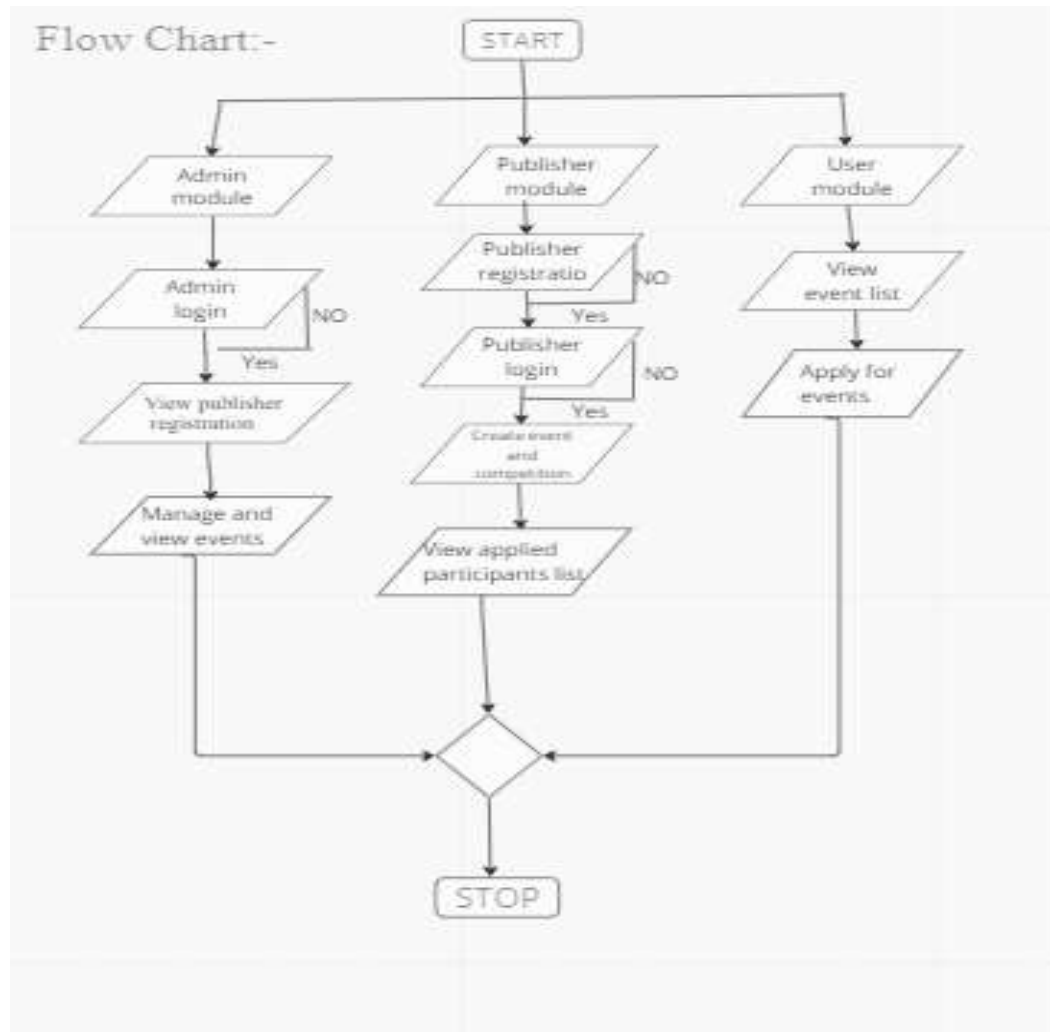 Flow Chart:-
START
Admin
module
Publisher
module
User
module
Admin
login
NO
Yes
Publisher
registratio
NO
Yes
View
event list
Publisher
login
NO
Yes
Apply for
events
View publisher
registration
Create event
and
competition
Manage and
view events
View applied
participants list
STOP